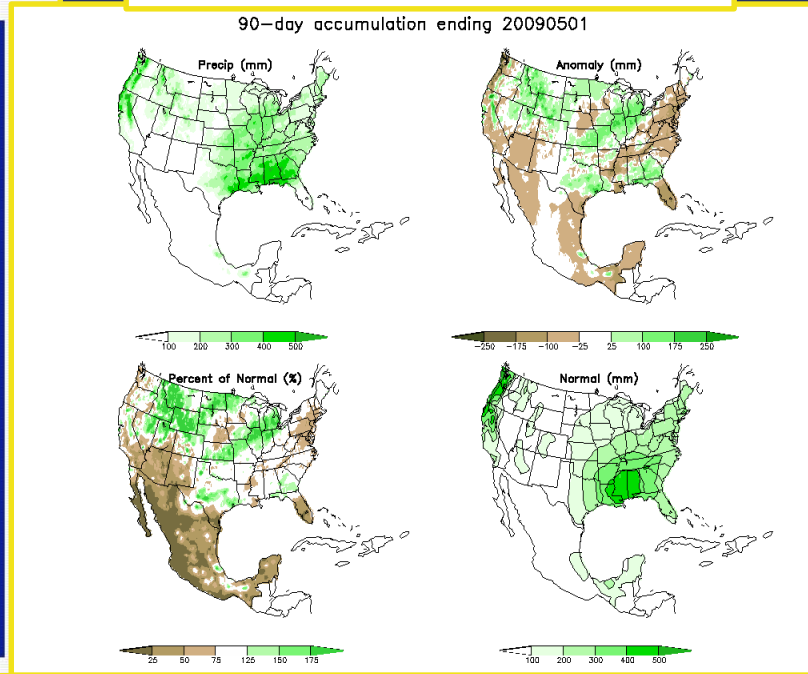 90-day accumulation ending 20090501
Precip (mm)
Anomaly (mm)
100 200 300 400 500
-250 -175 -100 -25 25 100 175 250
Percent of Normal (%)
Normal (mm)
25 50 75 125 150 175
100 200 300 400 500